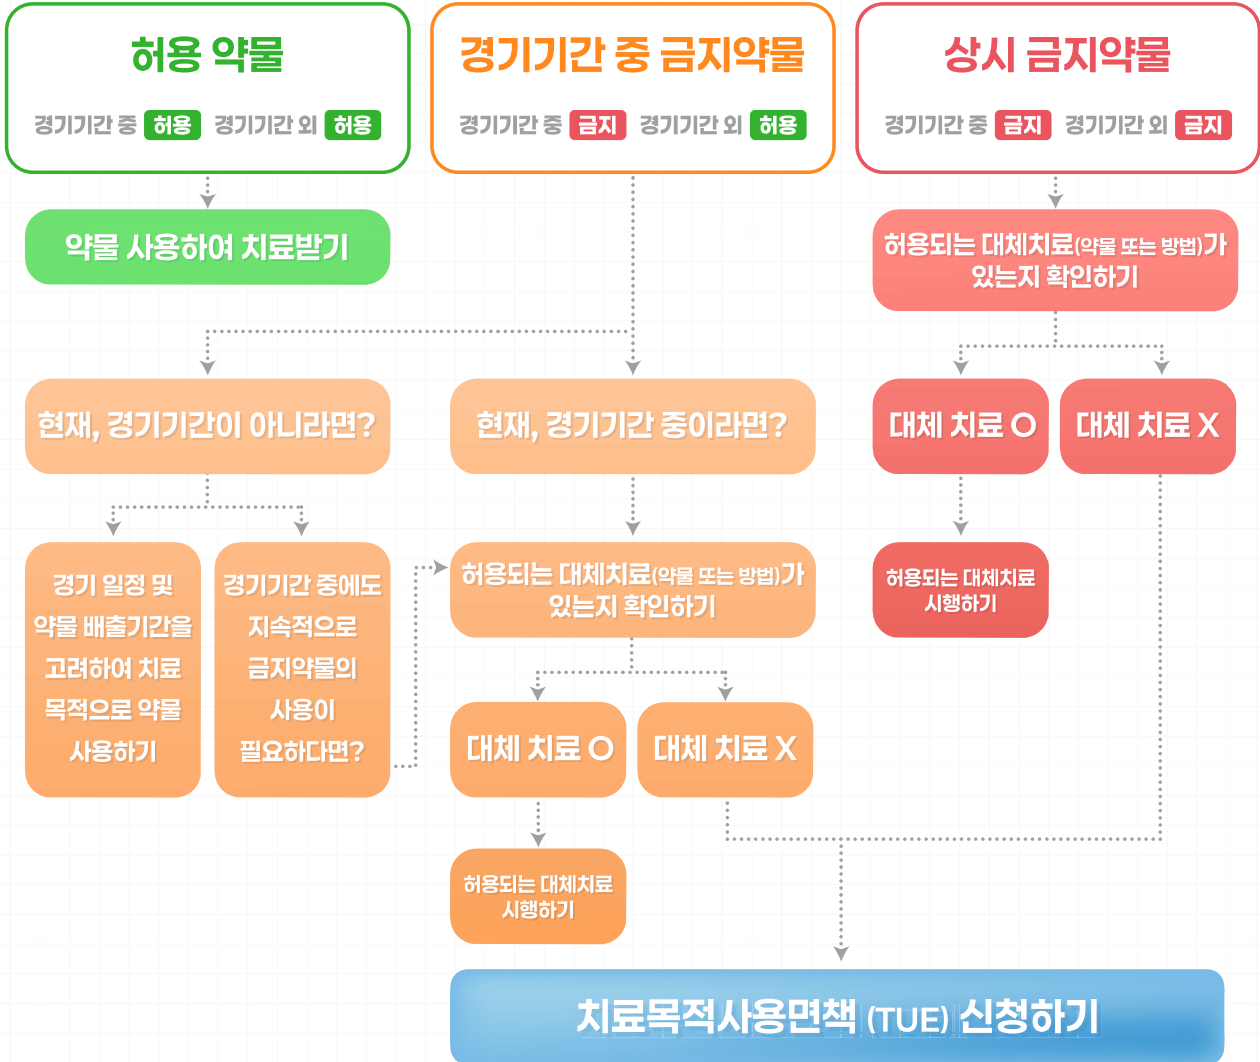 허용 약물
경기기간 중 허용 경기기간 외 허용
약물 사용하여 치료받기
경기기간 중 금지약물
경기기간 중 금지 경기기간 외 허용
현재, 경기기간이 아니라면?
경기 일정 및
약물 배출기간을
고려하여 치료
목적으로 약물
사용하기
경기기간 중에도
지속적으로
금지약물의
사용이
필요하다면?
현재, 경기기간 중이라면?
허용되는 대체치료(약물 또는 방법)가
있는지 확인하기
대체 치료 O
대체 치료 X
허용되는 대체치료
시행하기
상시 금지약물
경기기간 중 금지 경기기간 외 금지
허용되는 대체치료(약물 또는 방법)가
있는지 확인하기
대체 치료 O
대체 치료 X
허용되는 대체치료
시행하기
치료목적사용면책 (TUE) 신청하기